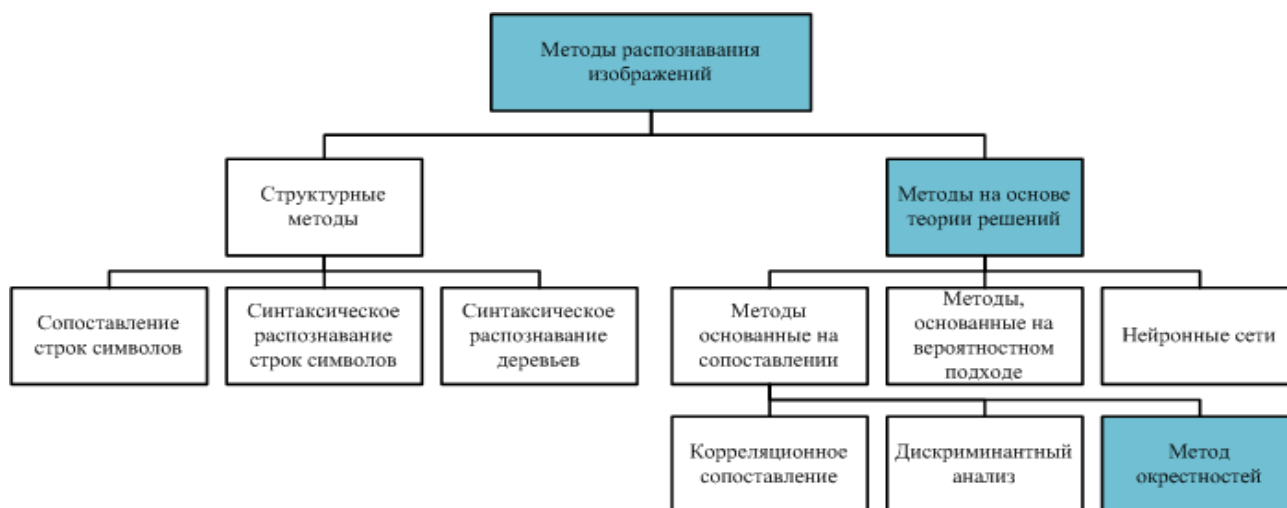 Методы распознавания
изображений
Структурные
методы
Методы на основе
теории решений
Сопоставление
строк символов
Синтаксическое
распознавание
строк символов
Синтаксическое
распознавание
деревьев
Методы
основанные на
сопоставлении
Методы,
основанные на
вероятностном
подходе
Нейронные сети
Корреляционное
сопоставление
Дискриминантный
анализ
Метод
окрестностей